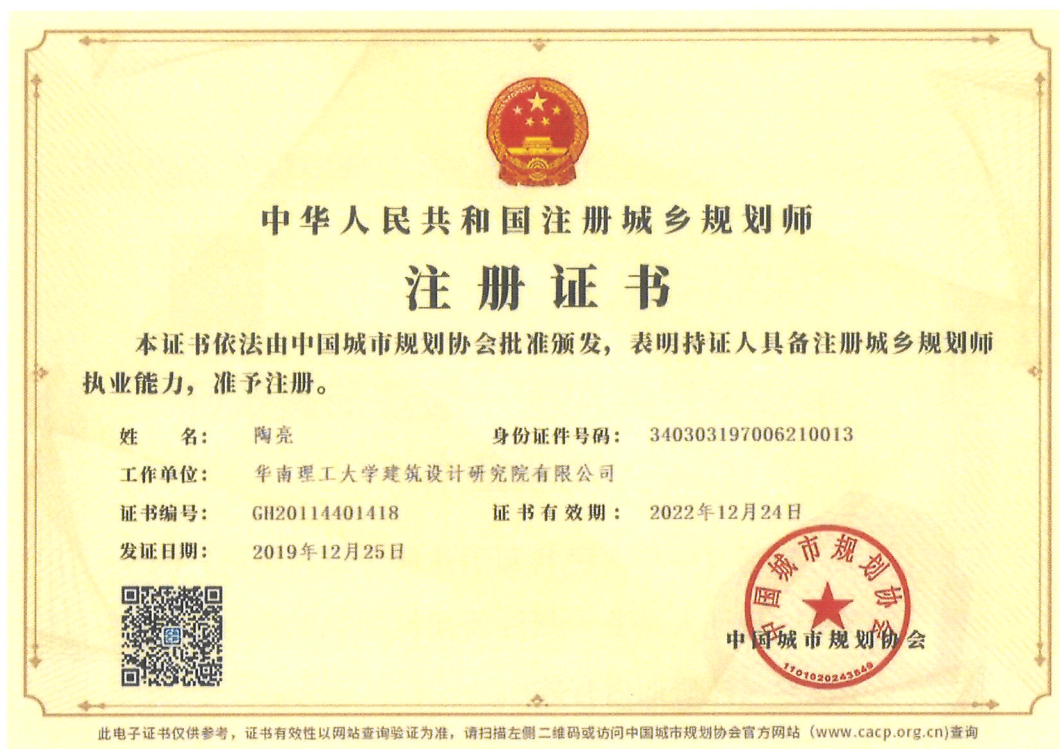 中华人民共和国注册城乡规划师
注册证书
本证书依法由中国城市规划协会批准颁发，表明持证人具备注册城乡规划师
执业能力，准予注册。
姓 名： 陶亮 身份证件号码： 340303197006210013
工作单位： 华南理工大学建筑设计研究院有限公司
证书编号： GH20114401418 证书有效期： 2022年12月24日
发证日期： 2019年12月25日
中国城市规划协会
中国城市规划协会
1101020243549
此电子证书仅供参考，证书有效性以网站查询验证为准，请扫描左侧二维码或访问中国城市规划协会官方网站（www.cacp.org.cn)查询